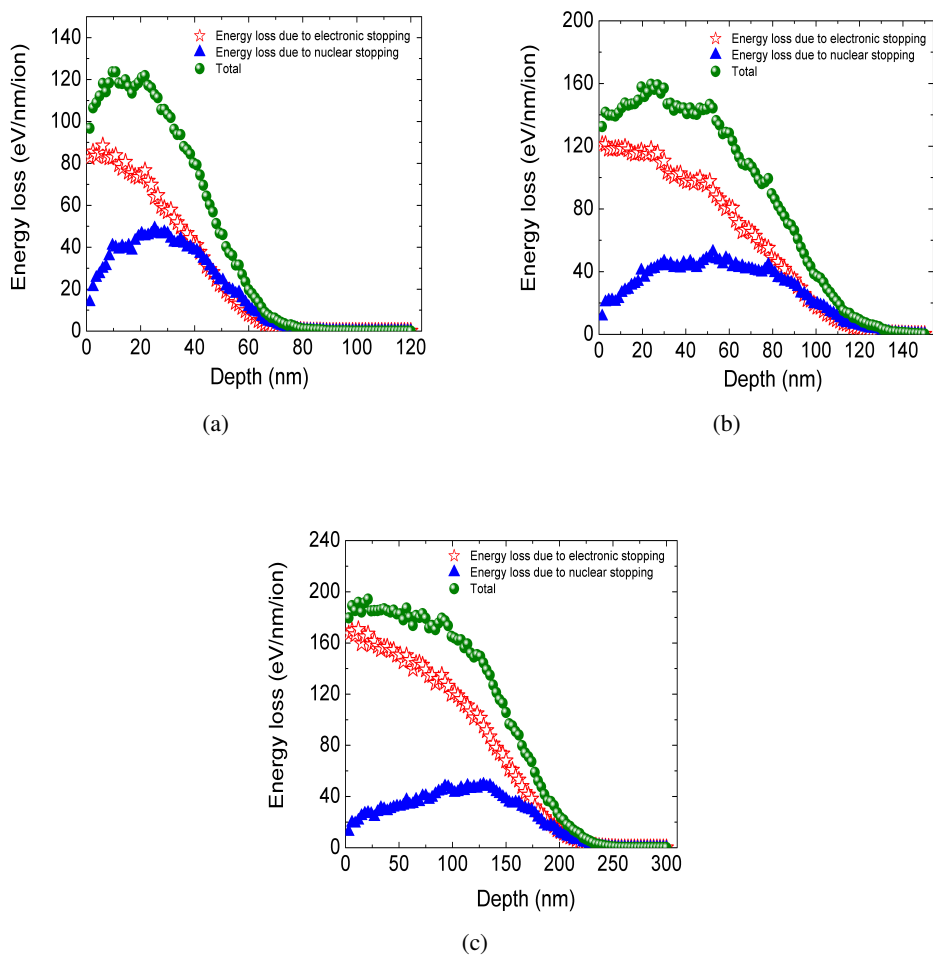 Energy loss (eV/nm/ion)
140
120
100
80
60
40
20
0
Energy loss due to electronic stopping
Energy loss due to nuclear stopping
Total
0 20 40 60 80 100 120
Depth (nm)
(a)
Energy loss (eV/nm/ion)
200
160
120
80
40
0
Energy loss due to electronic stopping
Energy loss due to nuclear stopping
Total
0 20 40 60 80 100 120 140
Depth (nm)
(b)
Energy loss (eV/nm/ion)
240
200
160
120
80
40
0
Energy loss due to electronic stopping
Energy loss due to nuclear stopping
Total
0 50 100 150 200 250 300
Depth (nm)
(c)